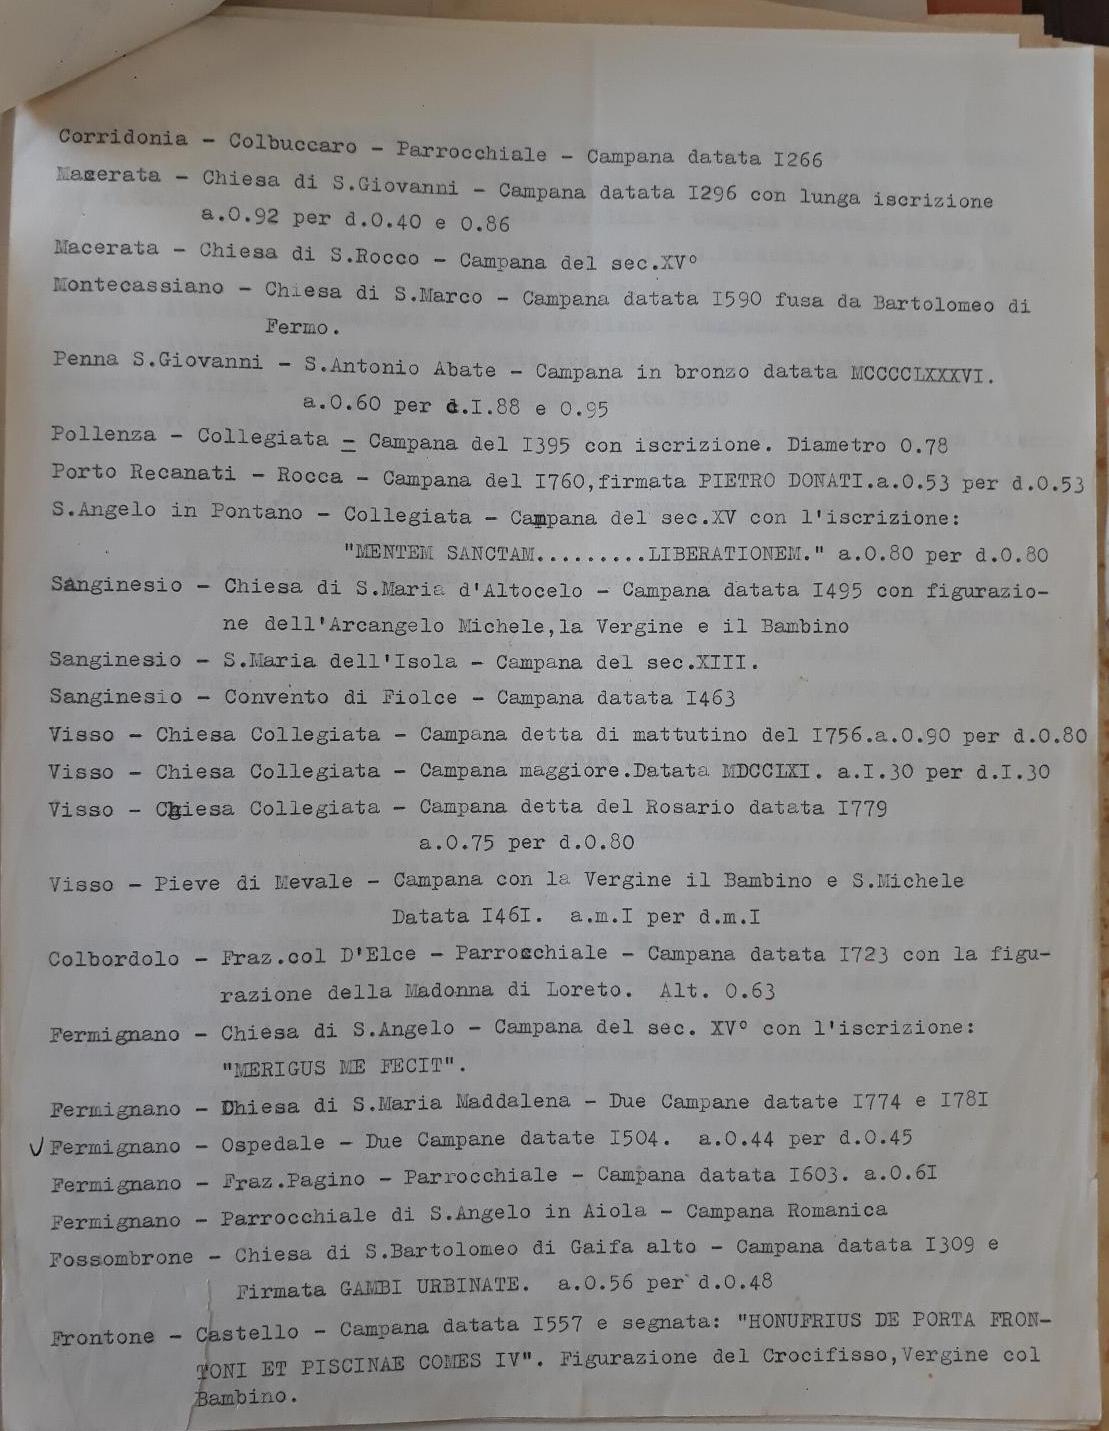 Corridonia - Colbuccaro - Parrocchiale - Campana datata I266
Macerata - Chiesa di S.Giovanni - Campana datata I296 con lunga iscrizione
a.0.92 per d.0.40 e 0.86
Macerata - Chiesa di S.Rocco - Campana del sec.XV°
Montecassiano - Chiesa di S.Marco - Campana datata I590 fusa da Bartolomeo di
Fermo.
Penna S.Giovanni - S.Antonio Abate - Campana in bronzo datata MCCCCLXXXVI.
a.0.60 per d.I.88 e 0.95
Pollenza - Collegiata - Campana del I395 con iscrizione. Diametro 0.78
Porto Recanati - Rocca - Campana del I760,firmata PIETRO DONATI.a.0.53 per d.0.53
S.Angelo in Pontano - Collegiata - Campana del sec.XV con l'iscrizione:
"MENTEM SANCTAM.........LIBERATIONEM." a.0.80 per d.0.80
Sanginesio - Chiesa di S.Maria d'Altocelo - Campana datata I495 con figurazio-
ne dell'Arcangelo Michele,la Vergine e il Bambino
Sanginesio - S.Maria dell'Isola - Campana del sec.XIII.
Sanginesio - Convento di Fiolce - Campana datata I463
Visso - Chiesa Collegiata - Campana detta di mattutino del I756.a.0.90 per d.0.80
Visso - Chiesa Collegiata - Campana maggiore.Datata MDCCLXI. a.I.30 per d.I.30
Visso - Chiesa Collegiata - Campana detta del Rosario datata I779
a.0.75 per d.0.80
Visso - Pieve di Mevale - Campana con la Vergine il Bambino e S.Michele
Datata I46I. a.m.I per d.m.I
Colbordolo - Fraz.col D'Elce - Parrocchiale - Campana datata I723 con la figu-
razione della Madonna di Loreto. Alt. 0.63
Fermignano - Chiesa di S.Angelo - Campana del sec. XV° con l'iscrizione:
"MERIGUS ME FECIT".
Fermignano - Dhiesa di S.Maria Maddalena - Due Campane datate I774 e I78I
✓ Fermignano - Ospedale - Due Campane datate I504. a.0.44 per d.0.45
Fermignano - Fraz.Pagino - Parrocchiale - Campana datata I603. a.0.6I
Fermignano - Parrocchiale di S.Angelo in Aiola - Campana Romanica
Fossombrone - Chiesa di S.Bartolomeo di Gaifa alto - Campana datata I309 e
Firmata GAMBI URBINATE. a.0.56 per d.0.48
Frontone - Castello - Campana datata I557 e segnata: "HONUFRIUS DE PORTA FRON-
TONI ET PISCINAE COMES IV". Figurazione del Crocifisso,Vergine col
Bambino.